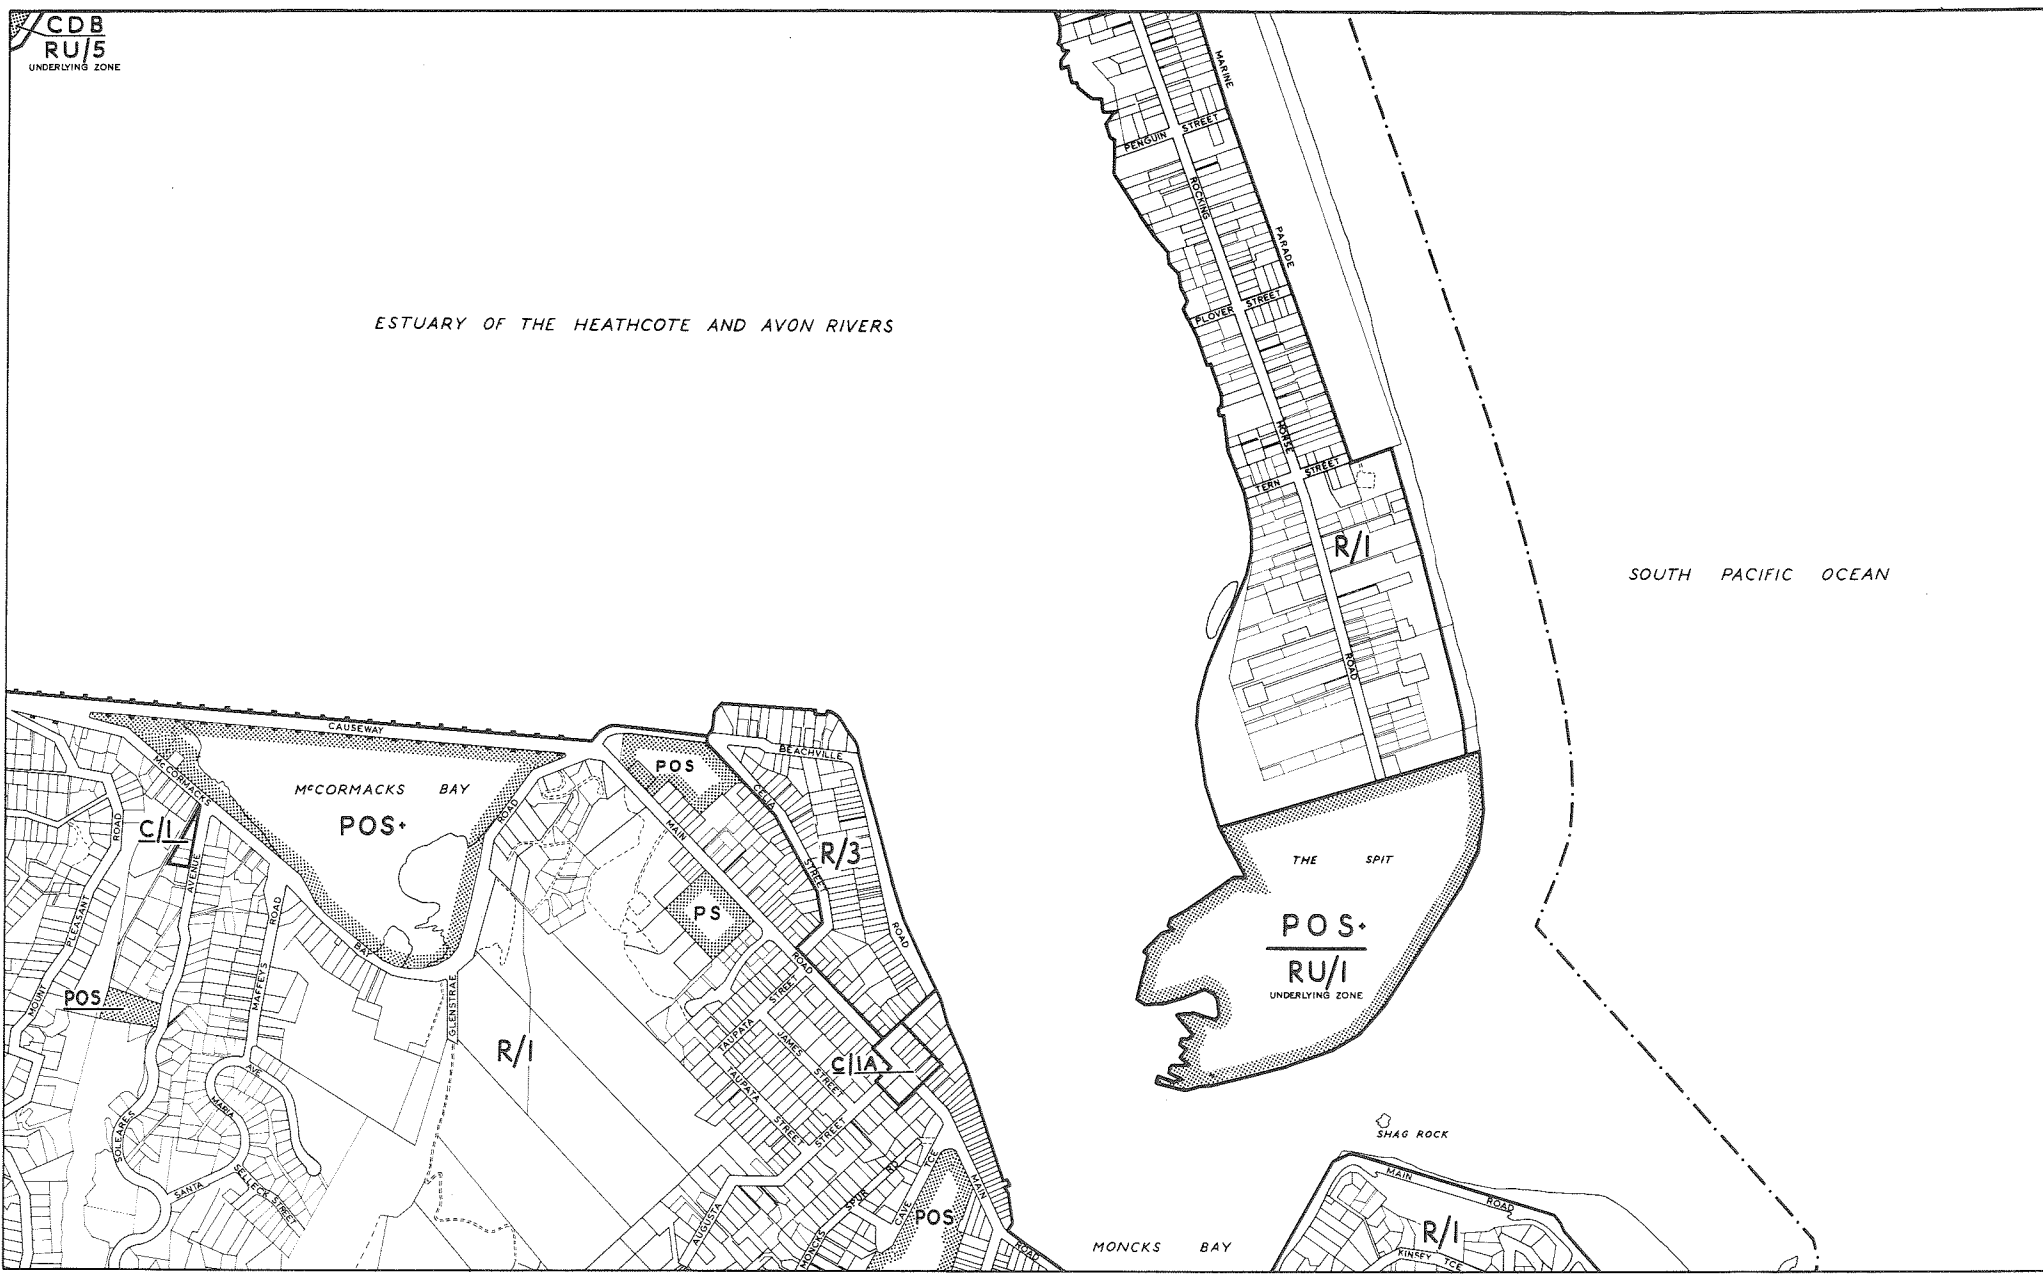 CDB
RU/5
UNDERLYING ZONE
MARINE
PENGUIN STREET
ROCKING
PARADE
PLOVER STREET
ESTUARY OF THE HEATHCOTE AND AVON RIVERS
HORSE
TERN STREET
R/1
SOUTH PACIFIC OCEAN
ROAD
CAUSEWAY
BEACHVILLE
POS
McCORMACKS
McCORMACKS BAY
POS+
ROAD
CELIA
MAIN
C/1
ROAD
AVENUE
R/3
STREET
THE SPIT
PLEASANT
ROAD
PS
POS+
RU/1
UNDERLYING ZONE
BAY
ROAD
ROAD
MAFFEYS
MOUNT
POS
GLENSTRAE
STREET
TAUPATA
JAMES
R/1
C/1A
STREET
AVE
TAUPATA
MARIA
STREET
STREET
SOLEARES
SHAG ROCK
RD
TCE
SELLECK STREET
SANTA
SPUR
MAIN
MAIN ROAD
CAVE
POS
AUGUSTA
MONCKS
R/1
MONCKS BAY
ROAD
KINSEY TCE